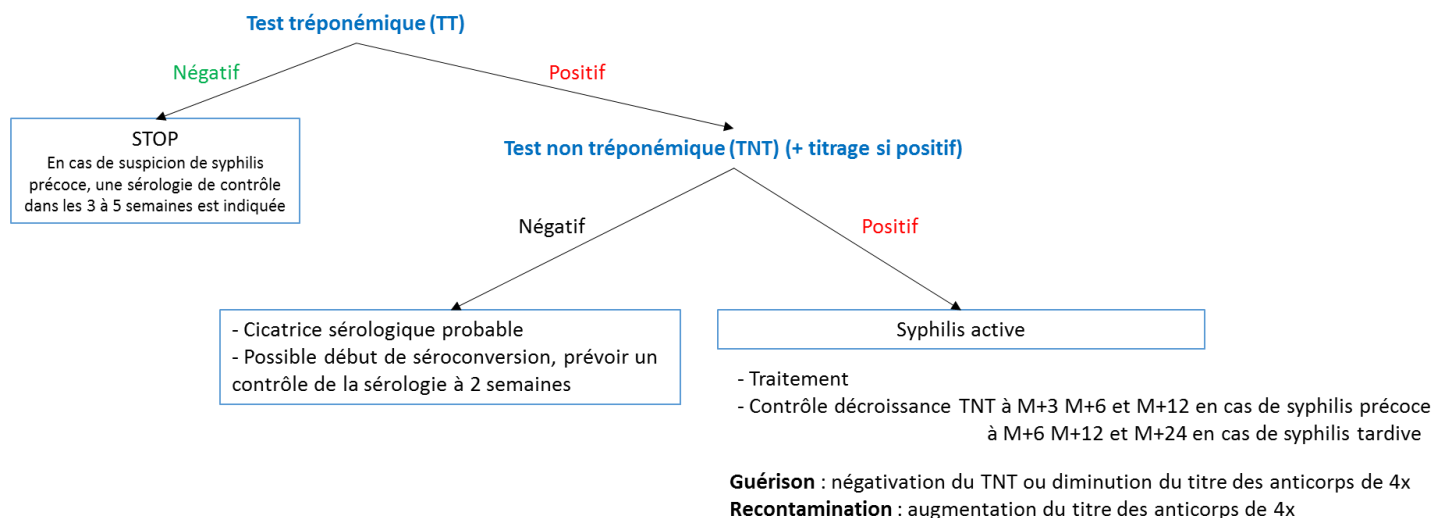 Test tréponémique (TT)
Négatif
Positif
STOP
En cas de suspicion de syphilis
précoce, une sérologie de contrôle
dans les 3 à 5 semaines est indiquée
Test non tréponémique (TNT) (+ titrage si positif)
Négatif
Positif
- Cicatrice sérologique probable
- Possible début de séroconversion, prévoir un
contrôle de la sérologie à 2 semaines
Syphilis active
- Traitement
- Contrôle décroissance TNT à M+3 M+6 et M+12 en cas de syphilis précoce
à M+6 M+12 et M+24 en cas de syphilis tardive
Guérison : négativation du TNT ou diminution du titre des anticorps de 4x
Recontamination : augmentation du titre des anticorps de 4x